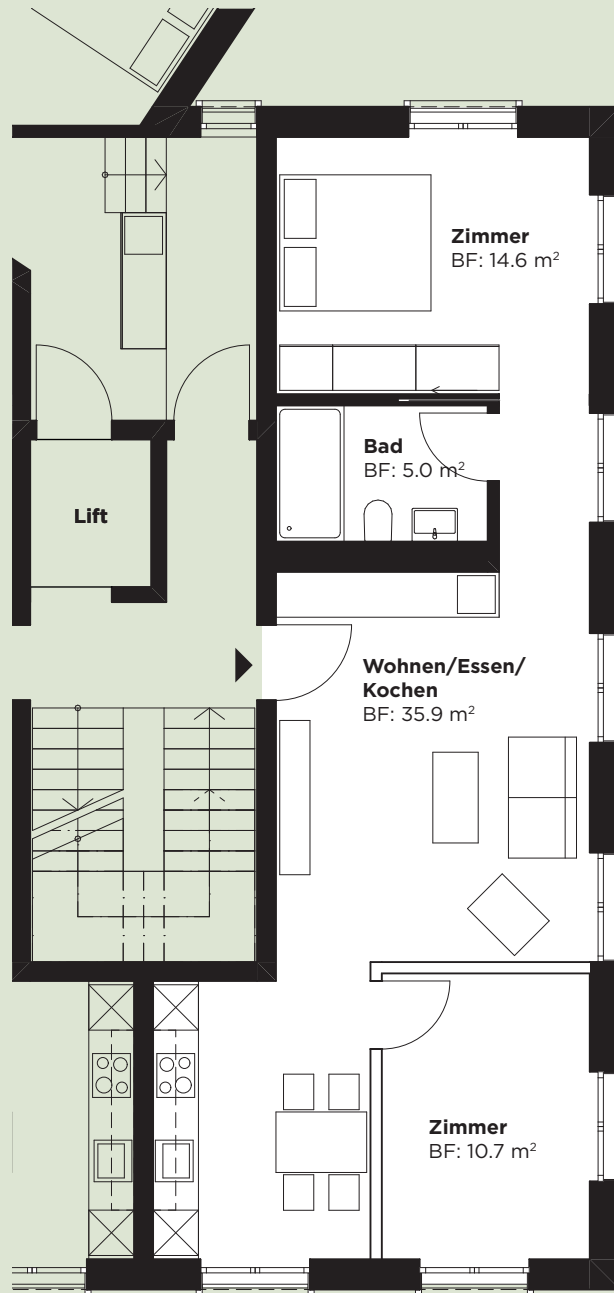 Zimmer
BF: 14.6 m²
Bad
BF: 5.0 m²
Lift
Wohnen/Essen/
Kochen
BF: 35.9 m²
Zimmer
BF: 10.7 m²